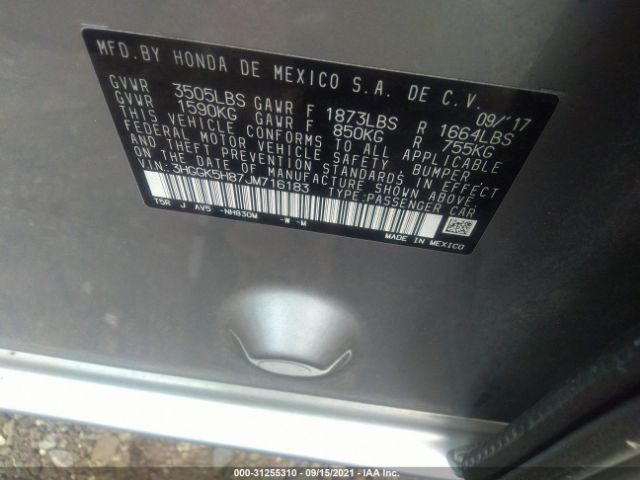 MFD.BY HONDA DE MEXICO S.A. DE C.V. 09/'17
GVWR 3505LBS GAWR F 1873LBS R 1664LBS
GVWR 1590KG GAWR F 850KG R 755KG
THIS VEHICLE CONFORMS TO ALL APPLICABLE
FEDERAL MOTOR VEHICLE SAFETY, BUMPER
AND THEFT PREVENTION STANDARDS IN EFFECT
ON THE DATE OF MANUFACTURE SHOWN ABOVE.
VIN: 3HGGK5H87JM716183 TYPE:PASSENGER CAR
T5R J AV5 -NH830M -W-W
MADE IN MEXICO
000-31255310 - 09/15/2021 - IAA Inc.